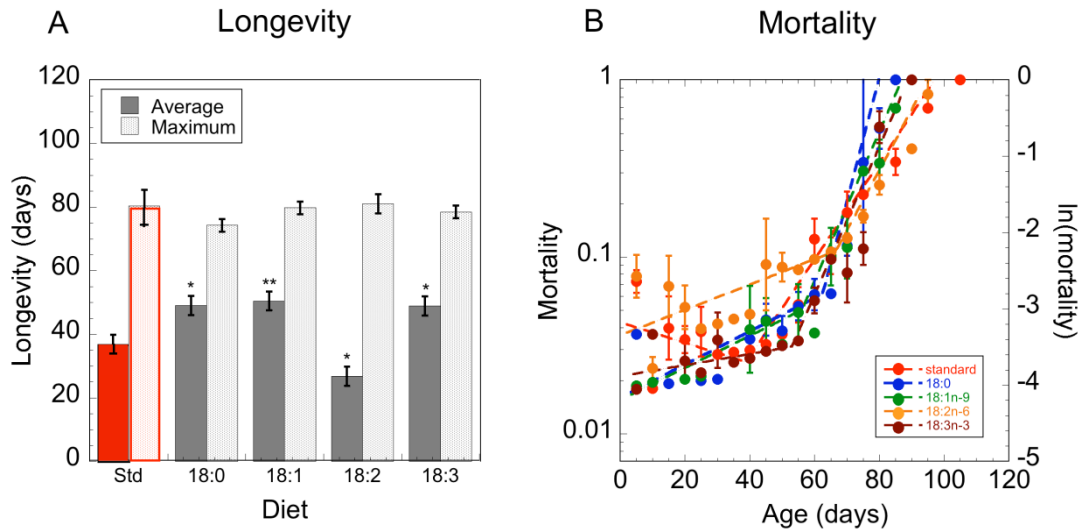 A
Longevity
Longevity (days)
120
100
80
60
40
20
0
Average
Maximum
*
**
*
*
Std
18:0
18:1
18:2
18:3
Diet
B
Mortality
Mortality
1
0.1
0.01
0
-1
-2
-3
-4
-5
ln(mortality)
standard
18:0
18:1n-9
18:2n-6
18:3n-3
0
20
40
60
80
100
120
Age (days)